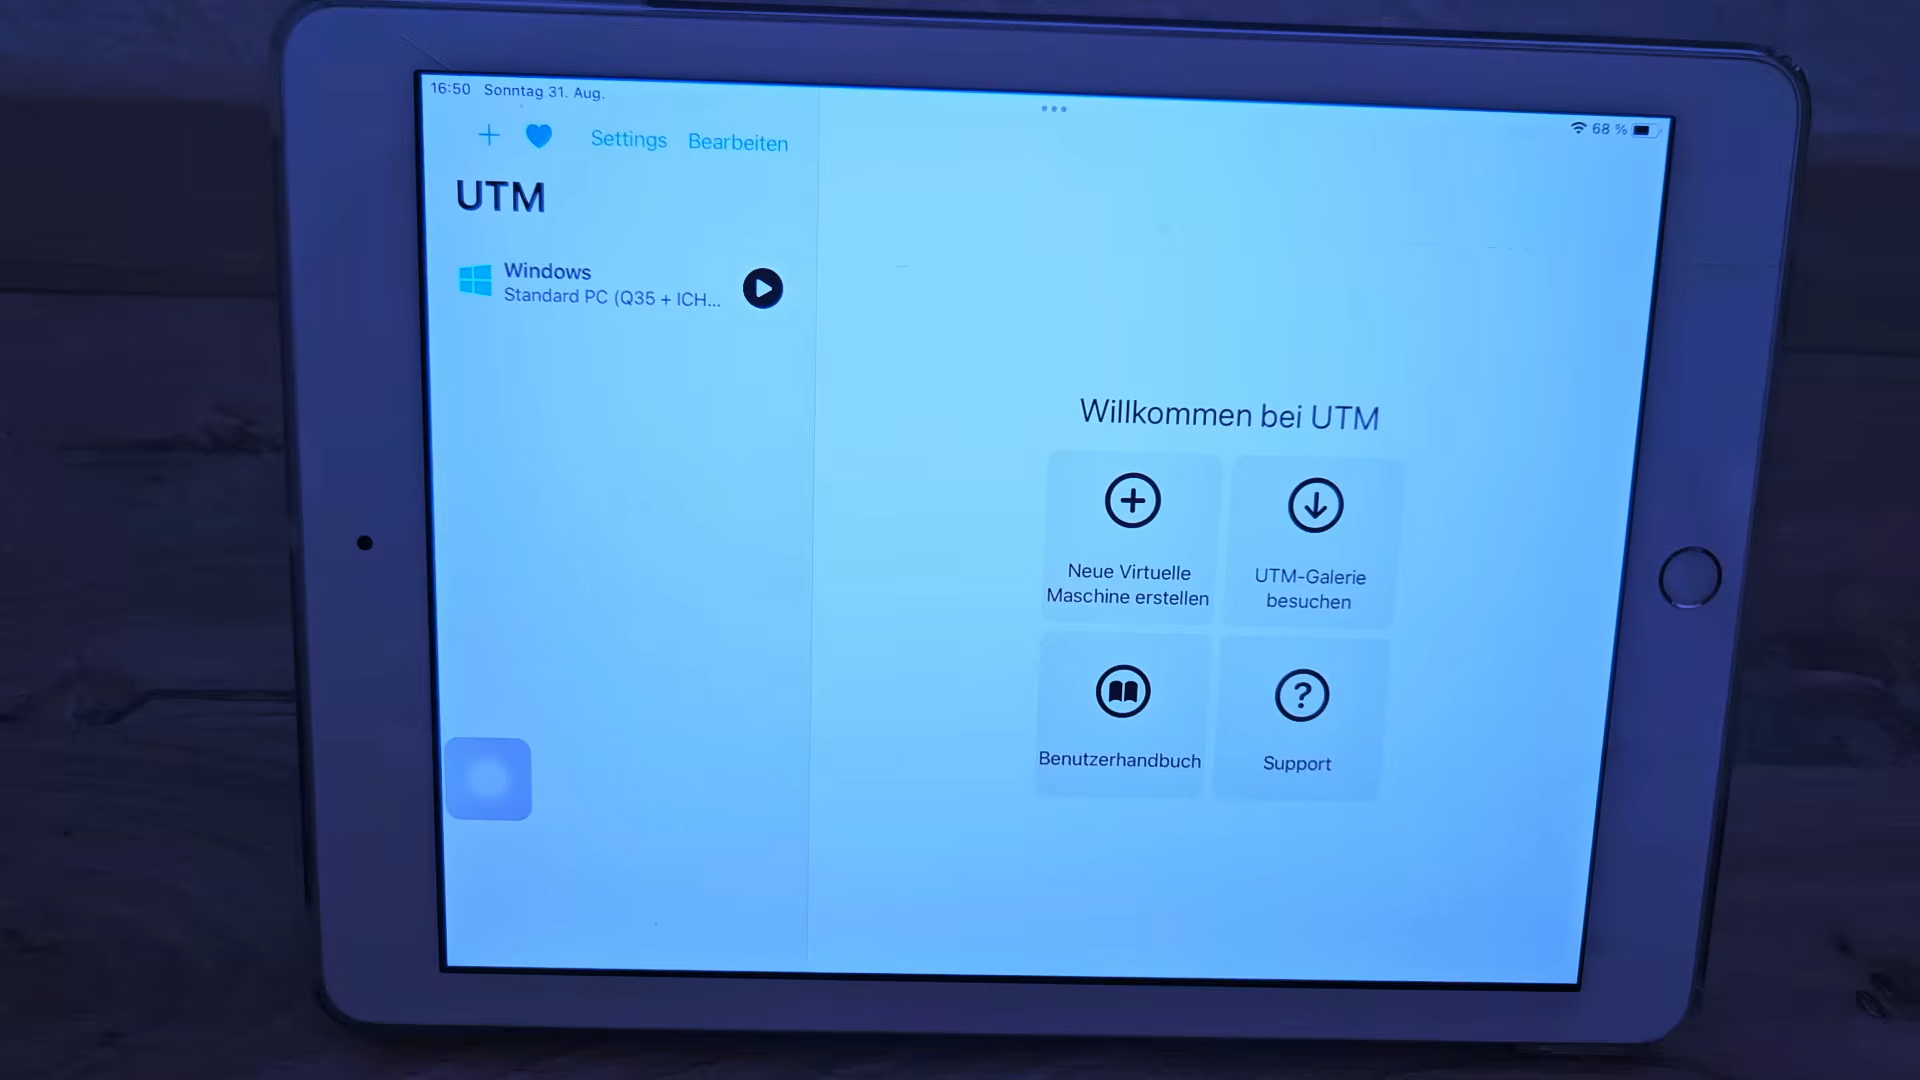 16:50 Sonntag 31. Aug.
68 %
Settings Bearbeiten
UTM
Windows
Standard PC (Q35 + ICH...
Willkommen bei UTM
Neue Virtuelle
Maschine erstellen
UTM-Galerie
besuchen
Benutzerhandbuch
Support